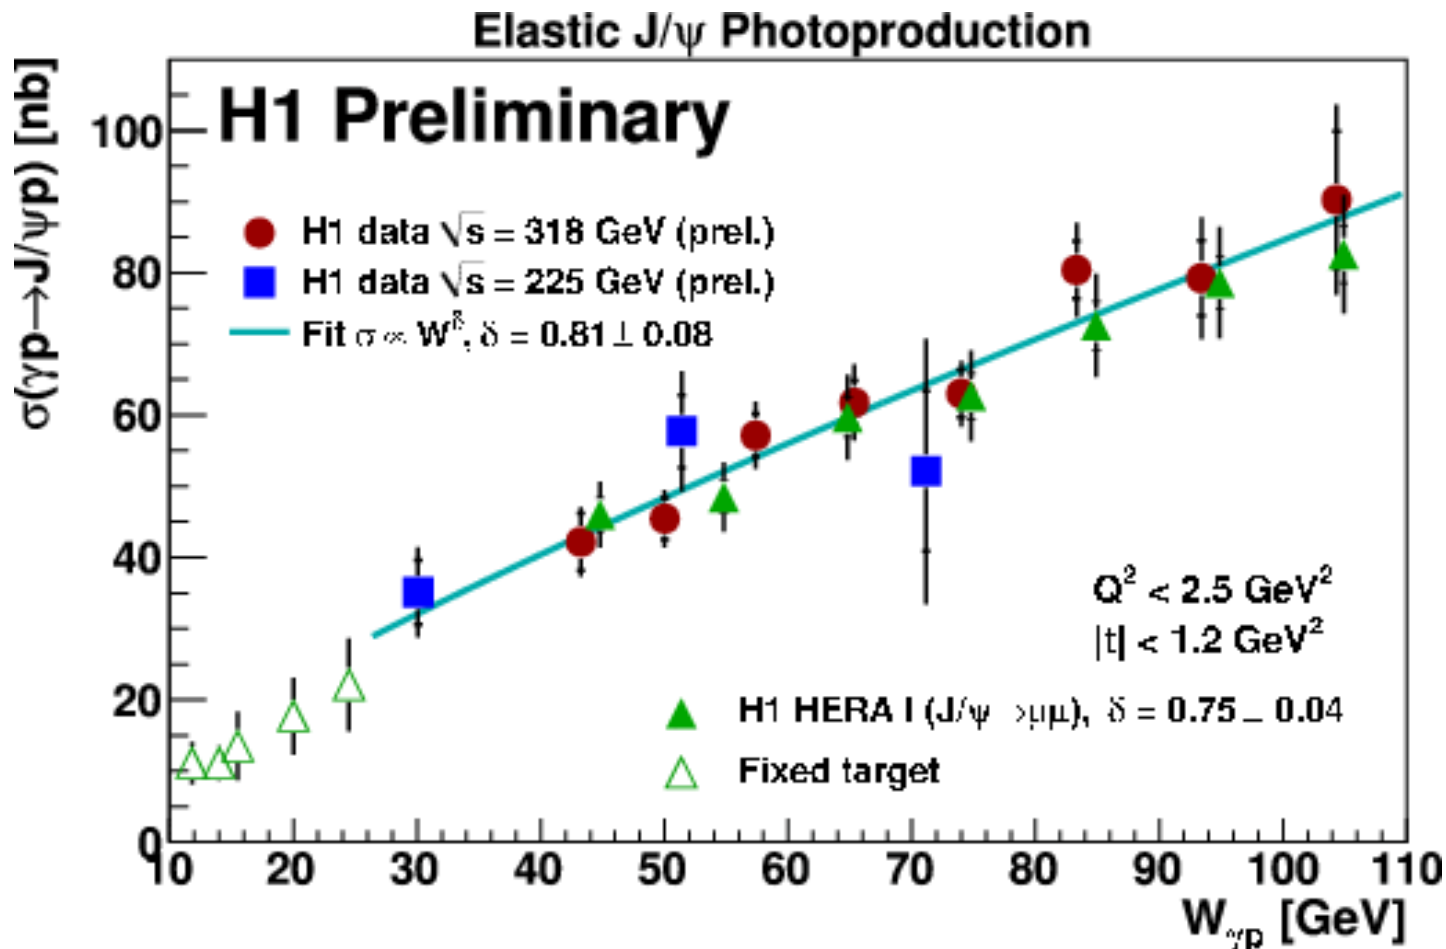 Elastic J/ψ Photoproduction
σ(γp→J/ψp) [nb]
H1 Preliminary
H1 data √s = 318 GeV (prel.)
H1 data √s = 225 GeV (prel.)
Fit σ ∝ W^δ, δ = 0.81 ± 0.08
Q² < 2.5 GeV²
|t| < 1.2 GeV²
H1 HERA I (J/ψ→μμ), δ = 0.75 ± 0.04
Fixed target
100
80
60
40
20
0
10 20 30 40 50 60 70 80 90 100 110
W_γp [GeV]